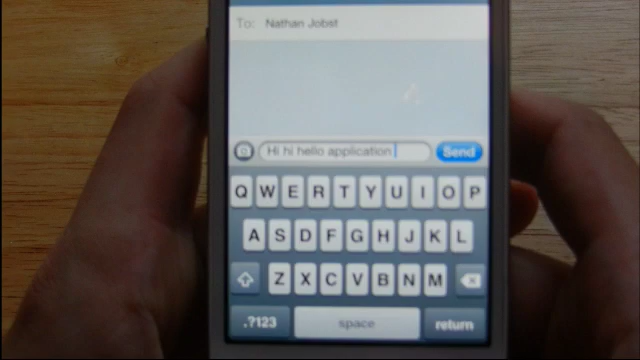 To: Nathan Jobst
Hi hi hello application
Send
Q W E R T Y U I O P
A S D F G H J K L
Z X C V B N M
.?123 space return